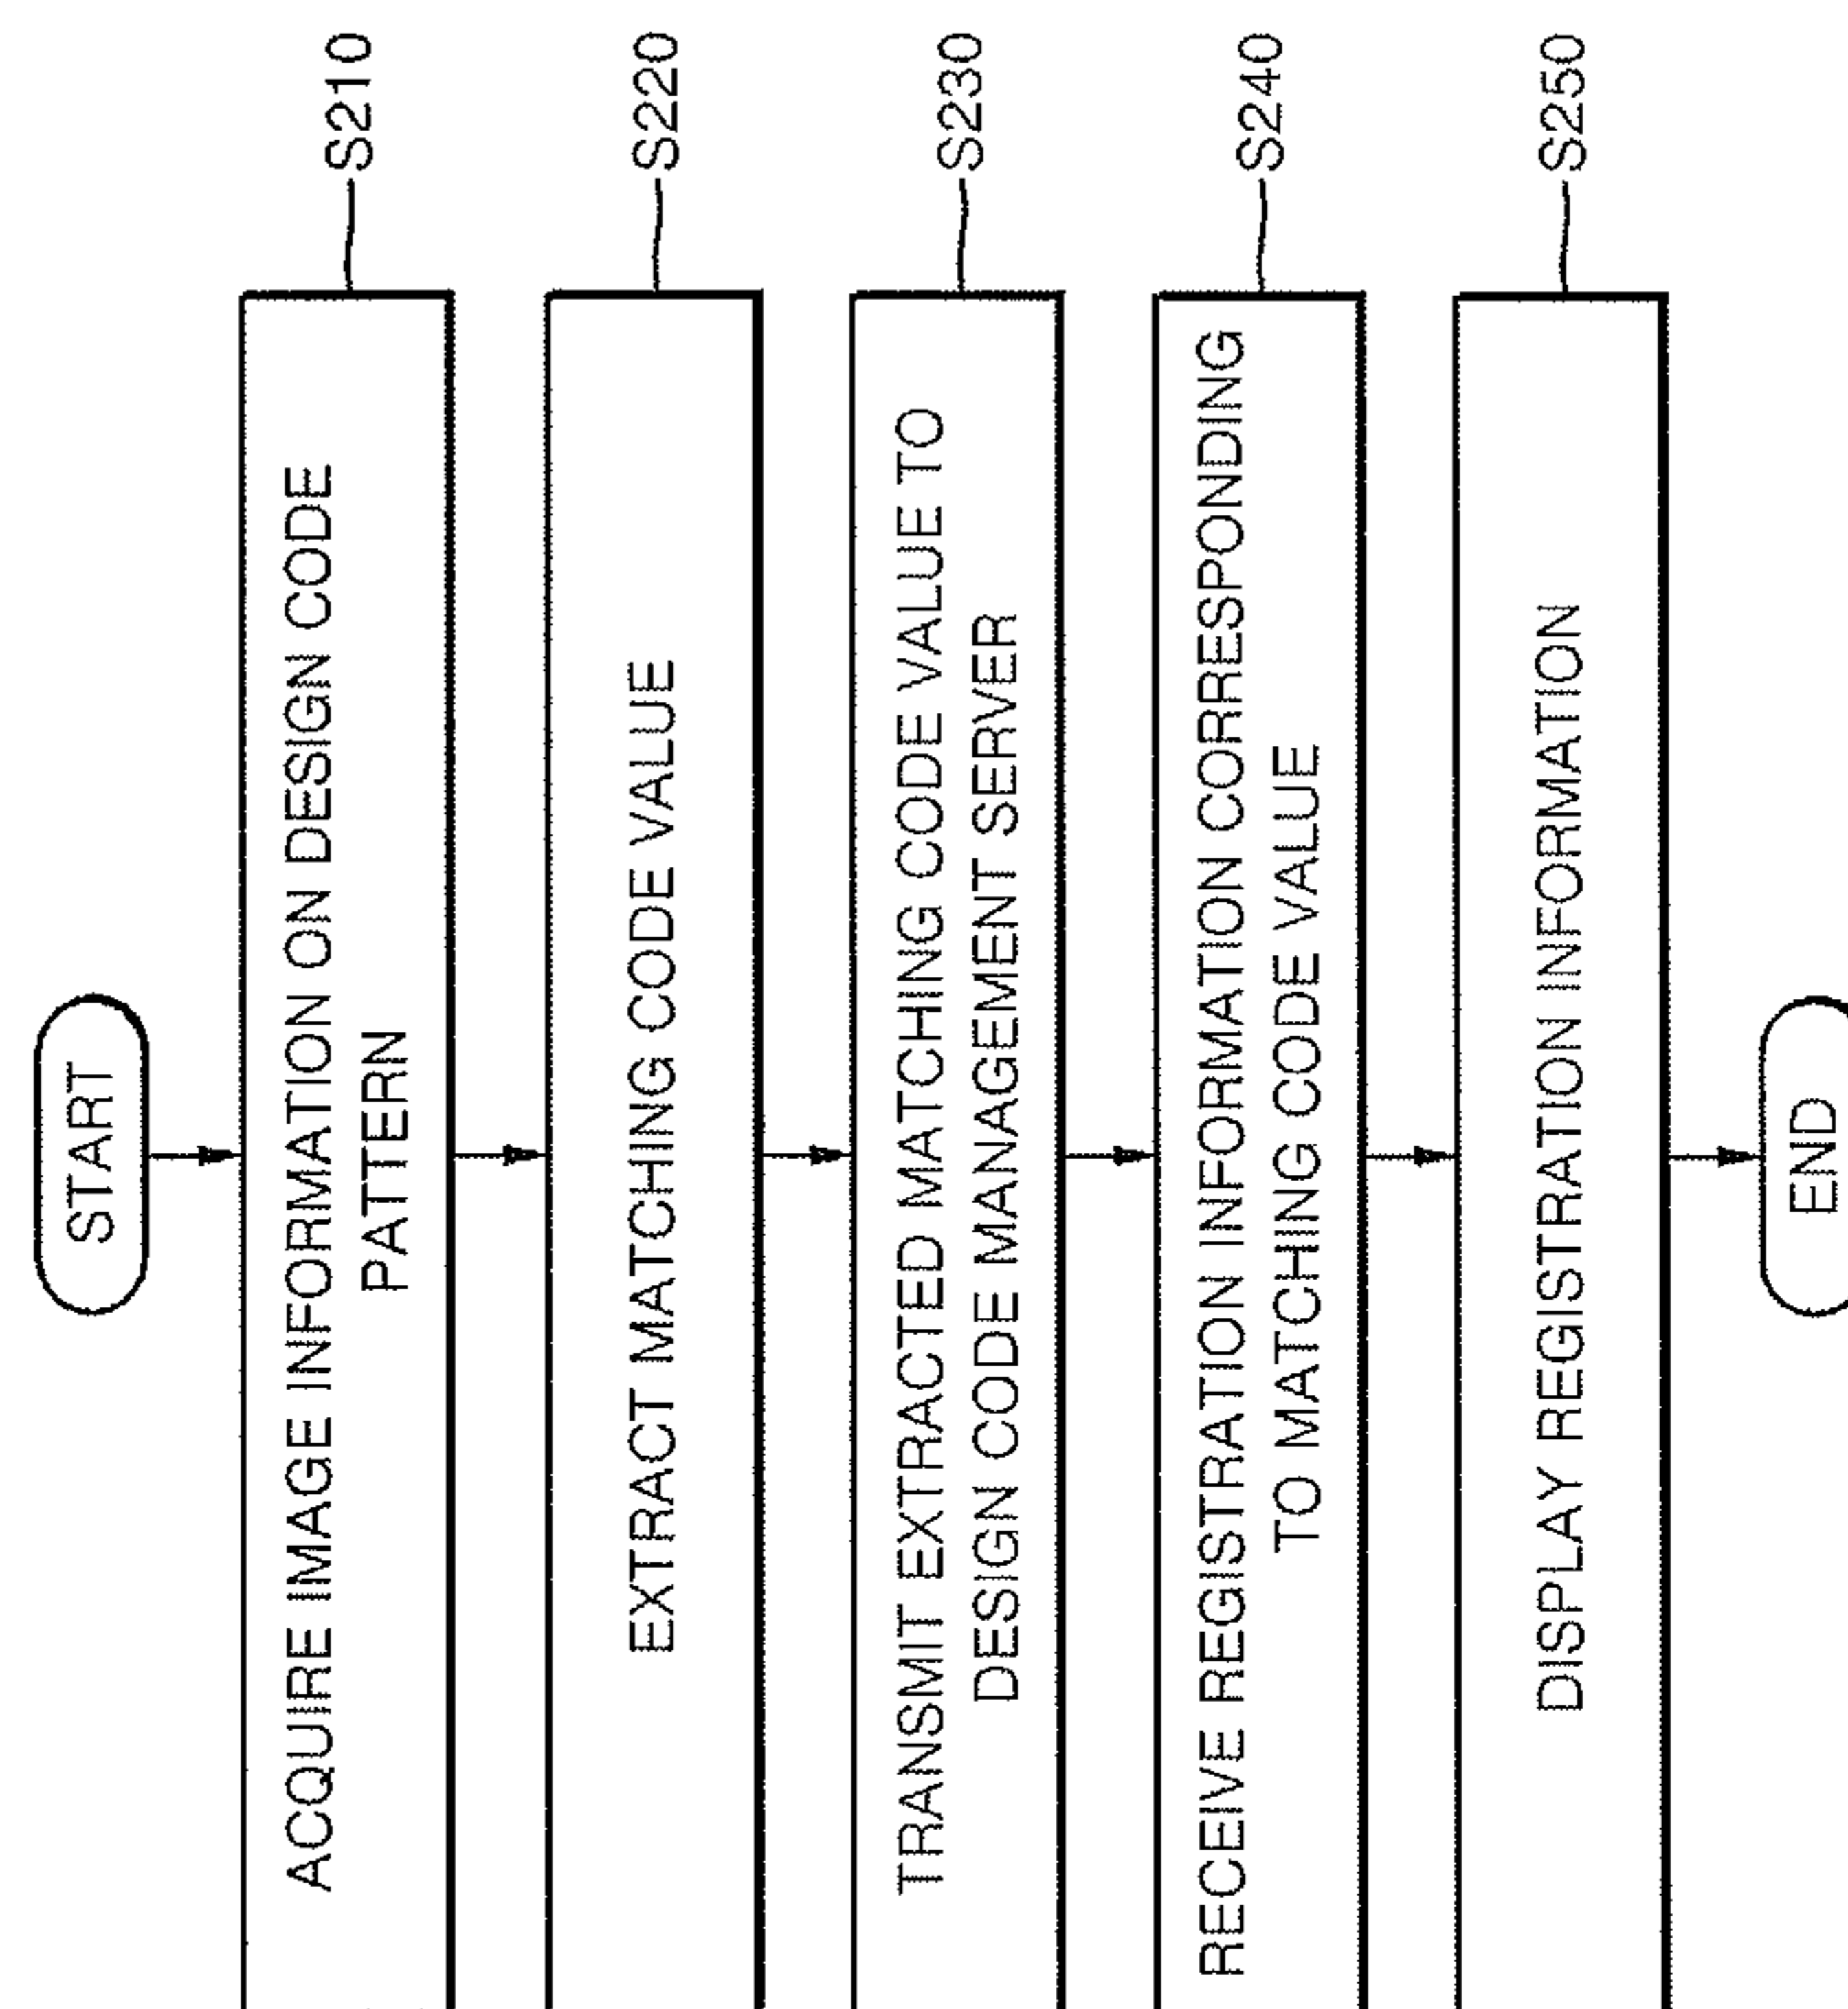 START
ACQUIRE IMAGE INFORMATION ON DESIGN CODE
PATTERN
S210
EXTRACT MATCHING CODE VALUE
S220
TRANSMIT EXTRACTED MATCHING CODE VALUE TO
DESIGN CODE MANAGEMENT SERVER
S230
RECEIVE REGISTRATION INFORMATION CORRESPONDING
TO MATCHING CODE VALUE
S240
DISPLAY REGISTRATION INFORMATION
S250
END